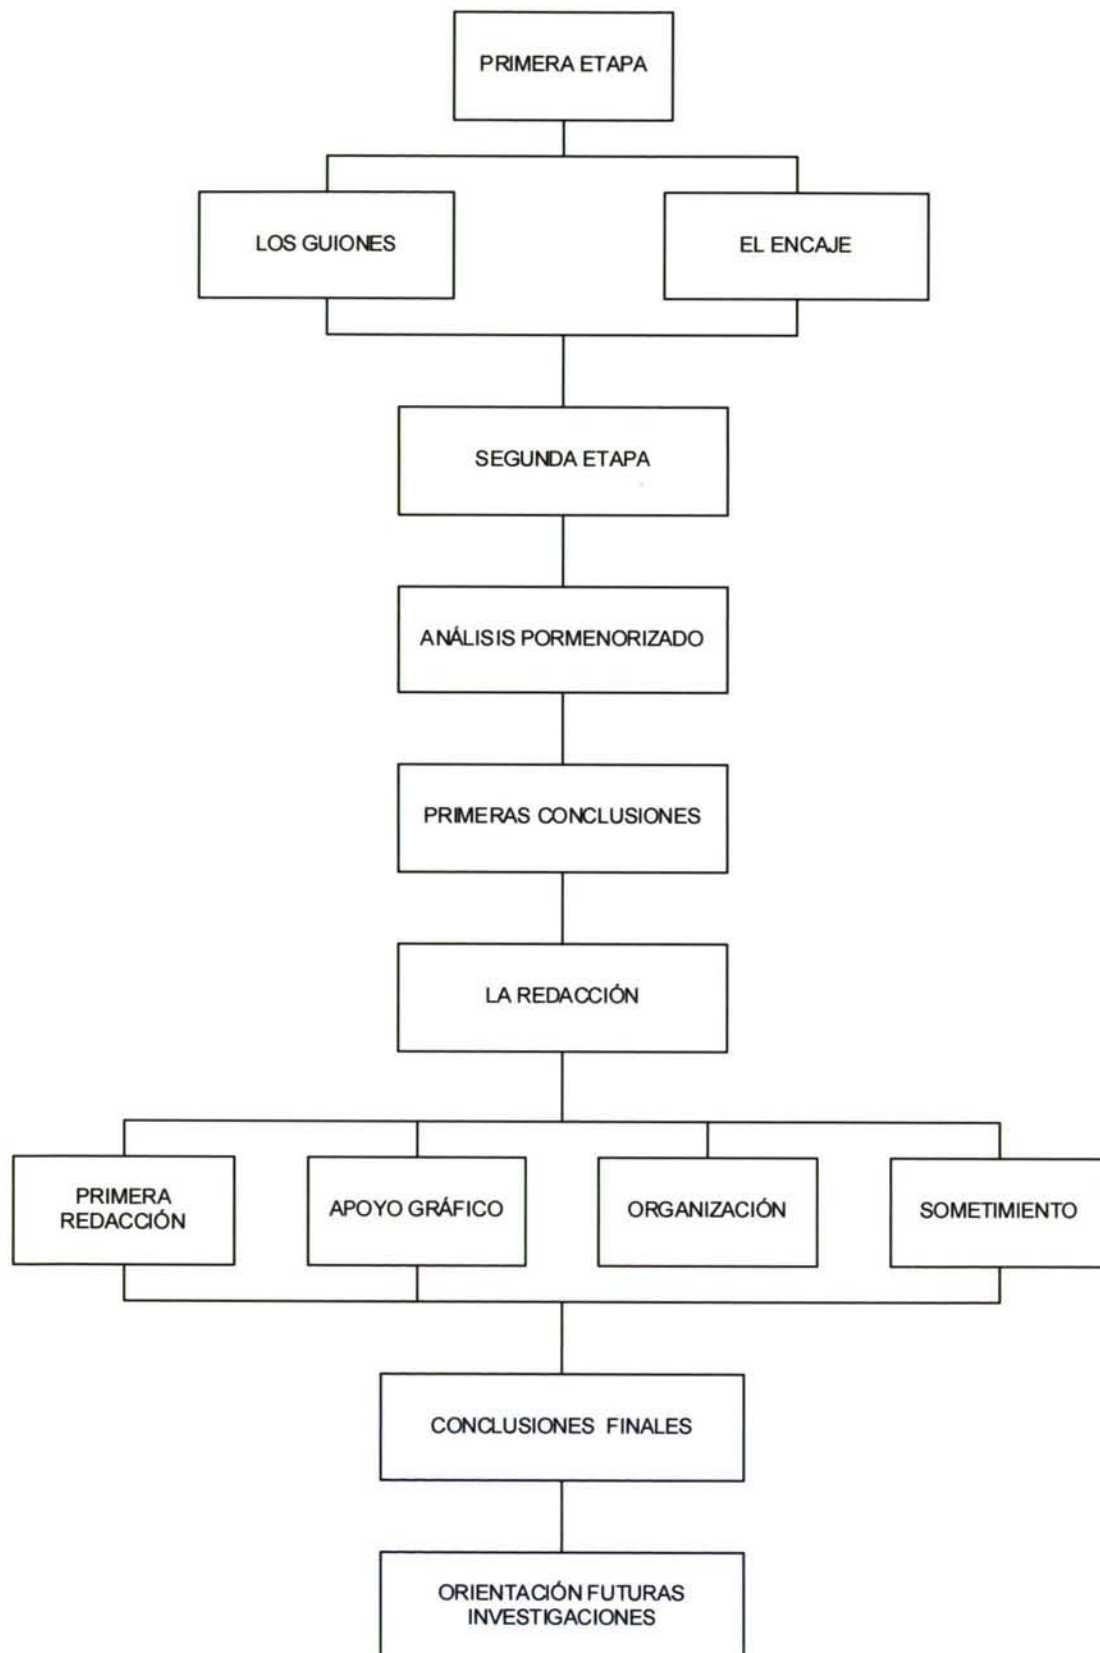 PRIMERA ETAPA
LOS GUIONES
EL ENCAJE
SEGUNDA ETAPA
ANÁLISIS PORMENORIZADO
PRIMERAS CONCLUSIONES
LA REDACCIÓN
PRIMERA
REDACCIÓN
APOYO GRÁFICO
ORGANIZACIÓN
SOMETIMIENTO
CONCLUSIONES FINALES
ORIENTACIÓN FUTURAS
INVESTIGACIONES